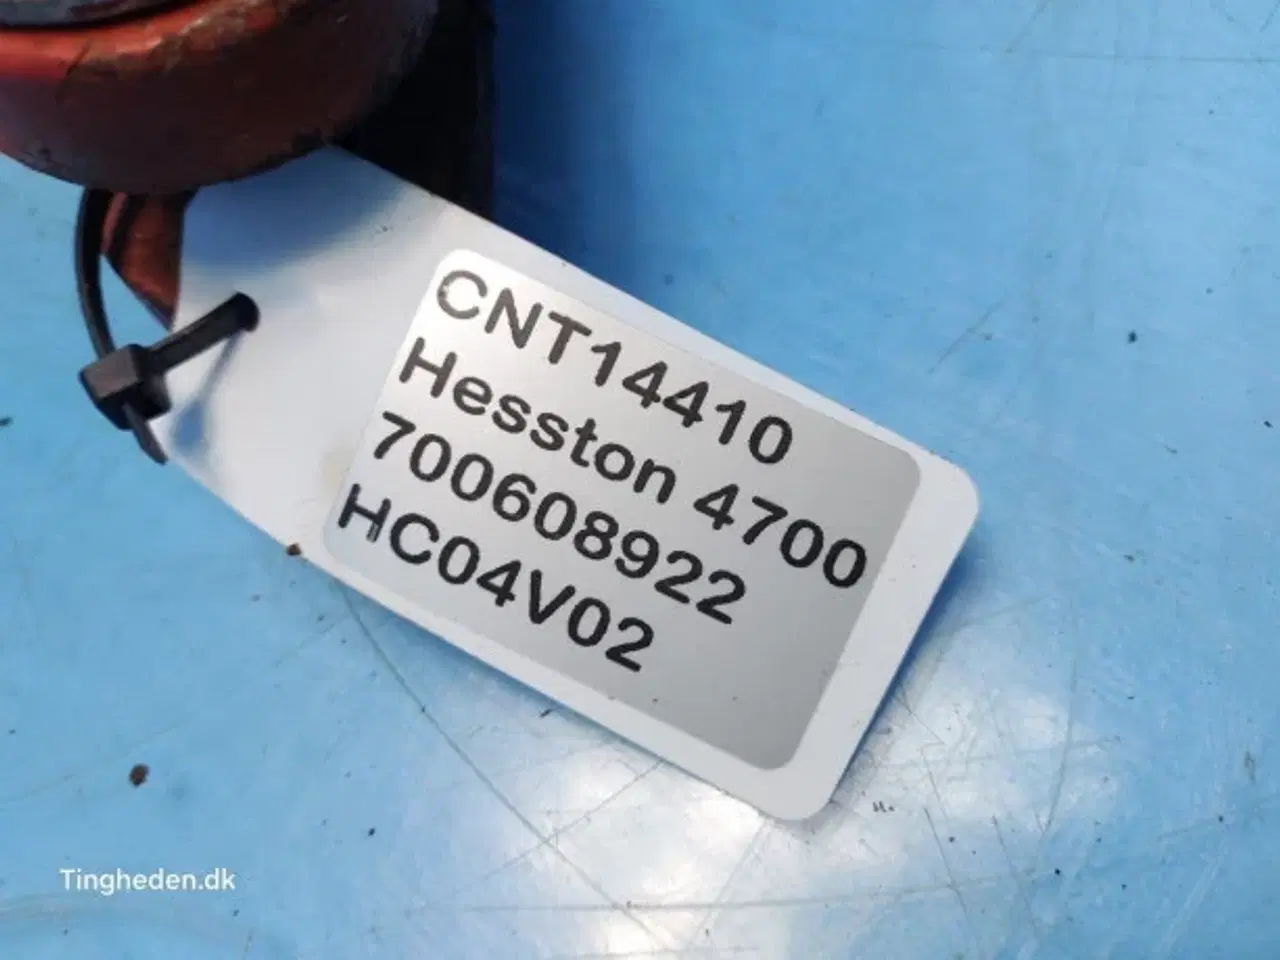 CNT14410
Hesston 4700
700608922
HC04V02
Tingheden.dk